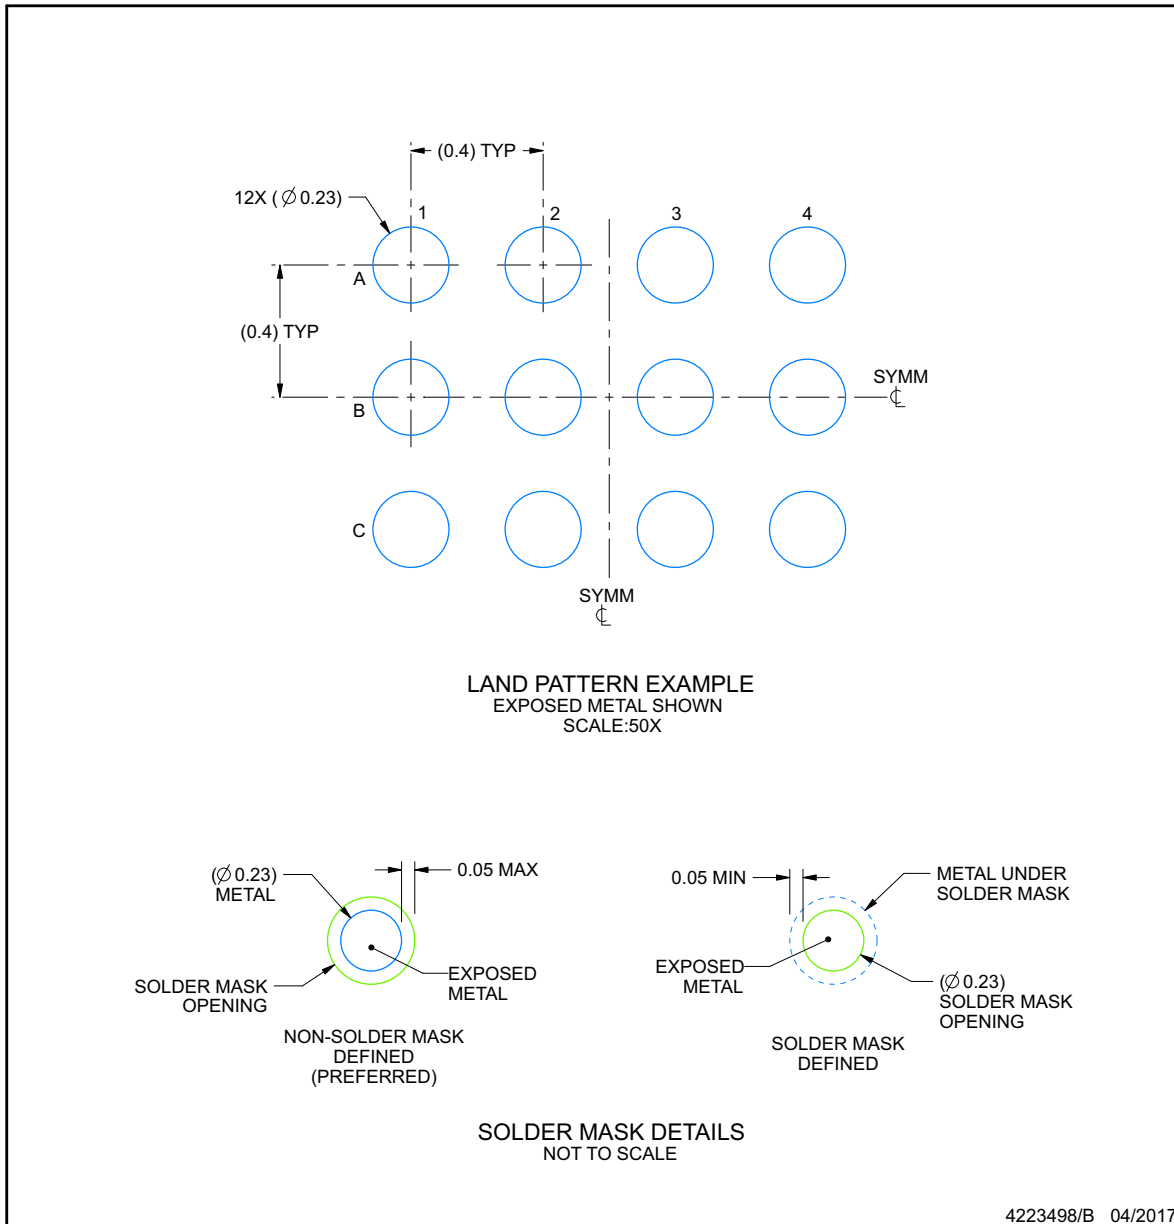 (0.4) TYP
12X ( ∅ 0.23)
1
2
3
4
A
(0.4) TYP
SYMM
℄
B
C
SYMM
℄
LAND PATTERN EXAMPLE
EXPOSED METAL SHOWN
SCALE:50X
(∅ 0.23)
METAL
0.05 MAX
SOLDER MASK
OPENING
EXPOSED
METAL
NON-SOLDER MASK
DEFINED
(PREFERRED)
0.05 MIN
METAL UNDER
SOLDER MASK
EXPOSED
METAL
(∅ 0.23)
SOLDER MASK
OPENING
SOLDER MASK
DEFINED
SOLDER MASK DETAILS
NOT TO SCALE
4223498/B 04/2017